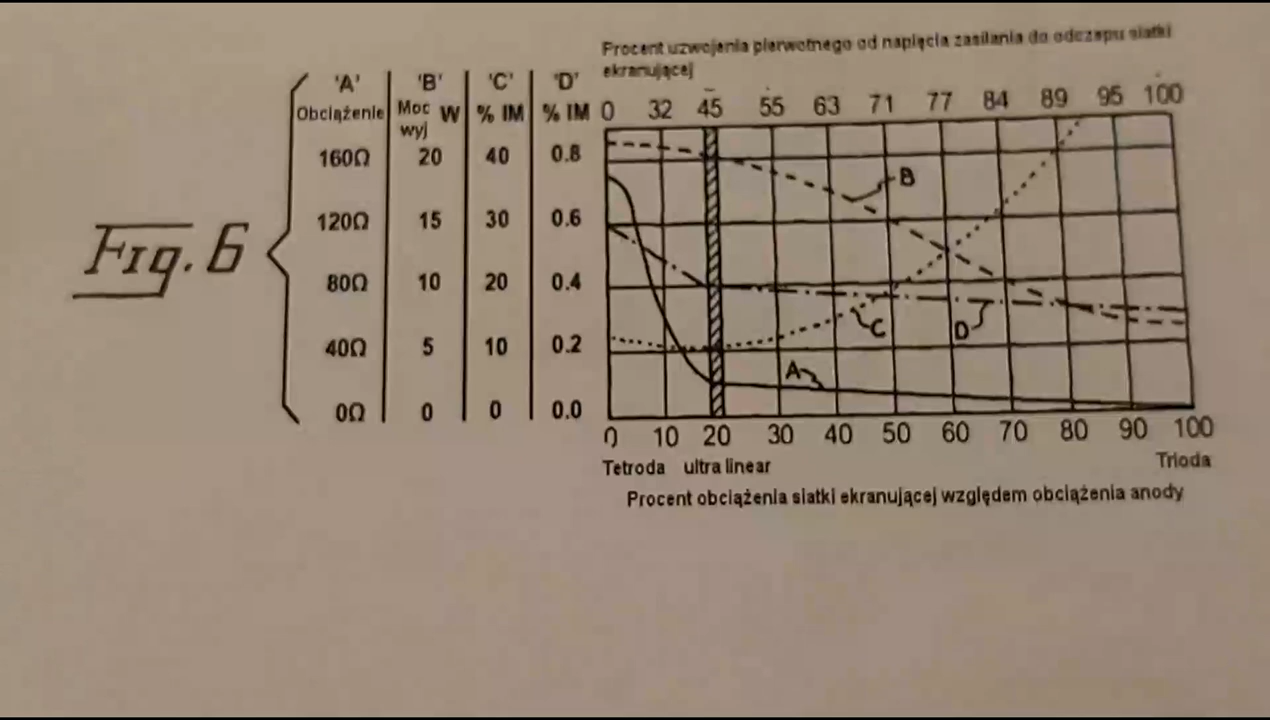 Procent uzwojenia pierwotnego od napięcia zasilania do odczepu siatki
ekranującej
'A' 'B' 'C' 'D'
Obciążenie Moc wyj W % IM % IM 0 32 45 55 63 71 77 84 89 95 100
160Ω 20 40 0.8
B
120Ω 15 30 0.6
Fig. 6
80Ω 10 20 0.4
C D
40Ω 5 10 0.2
A
0Ω 0 0 0.0
0 10 20 30 40 50 60 70 80 90 100
Tetroda ultra linear Trioda
Procent obciążenia siatki ekranującej względem obciążenia anody